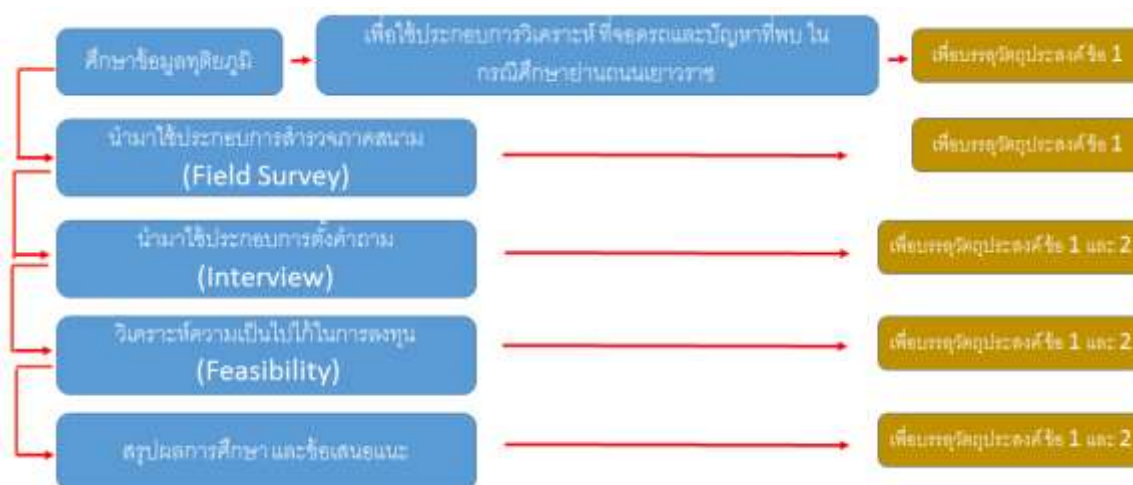 ศึกษาข้อมูลทุติยภูมิ
เพื่อใช้ประกอบการวิเคราะห์ ที่จอดรถและปัญหาที่พบ ใน
กรณีศึกษาย่านถนนเยาวราช
เพื่อบรรลุวัตถุประสงค์ ข้อ 1
นำมาใช้ประกอบการสำรวจภาคสนาม
(Field Survey)
เพื่อบรรลุวัตถุประสงค์ ข้อ 1
นำมาใช้ประกอบการตั้งคำถาม
(Interview)
เพื่อบรรลุวัตถุประสงค์ ข้อ 1 และ 2
วิเคราะห์ความเป็นไปได้ในการลงทุน
(Feasibility)
เพื่อบรรลุวัตถุประสงค์ ข้อ 1 และ 2
สรุปผลการศึกษา และข้อเสนอแนะ
เพื่อบรรลุวัตถุประสงค์ ข้อ 1 และ 2